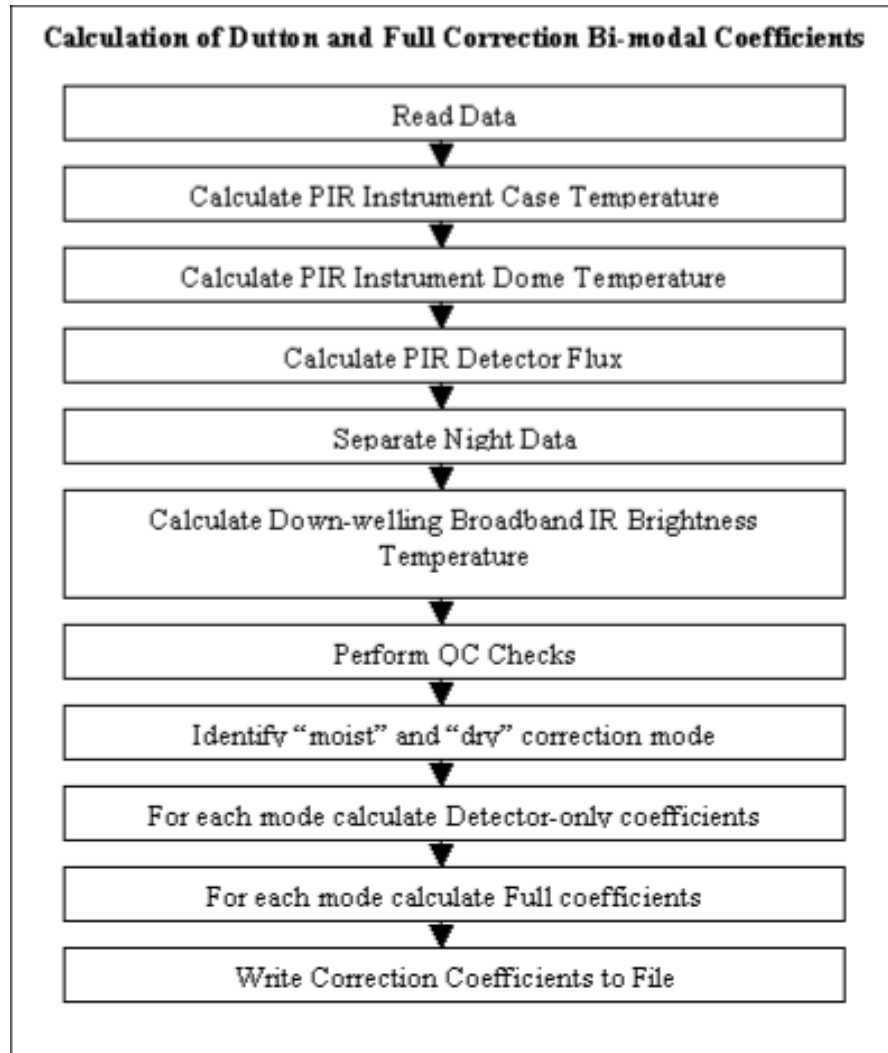 Calculation of Dutton and Full Correction Bi-modal Coefficients
Read Data
Calculate PIR Instrument Case Temperature
Calculate PIR Instrument Dome Temperature
Calculate PIR Detector Flux
Separate Night Data
Calculate Down-welling Broadband IR Brightness
Temperature
Perform QC Checks
Identify “moist” and “dry” correction mode
For each mode calculate Detector-only coefficients
For each mode calculate Full coefficients
Write Correction Coefficients to File